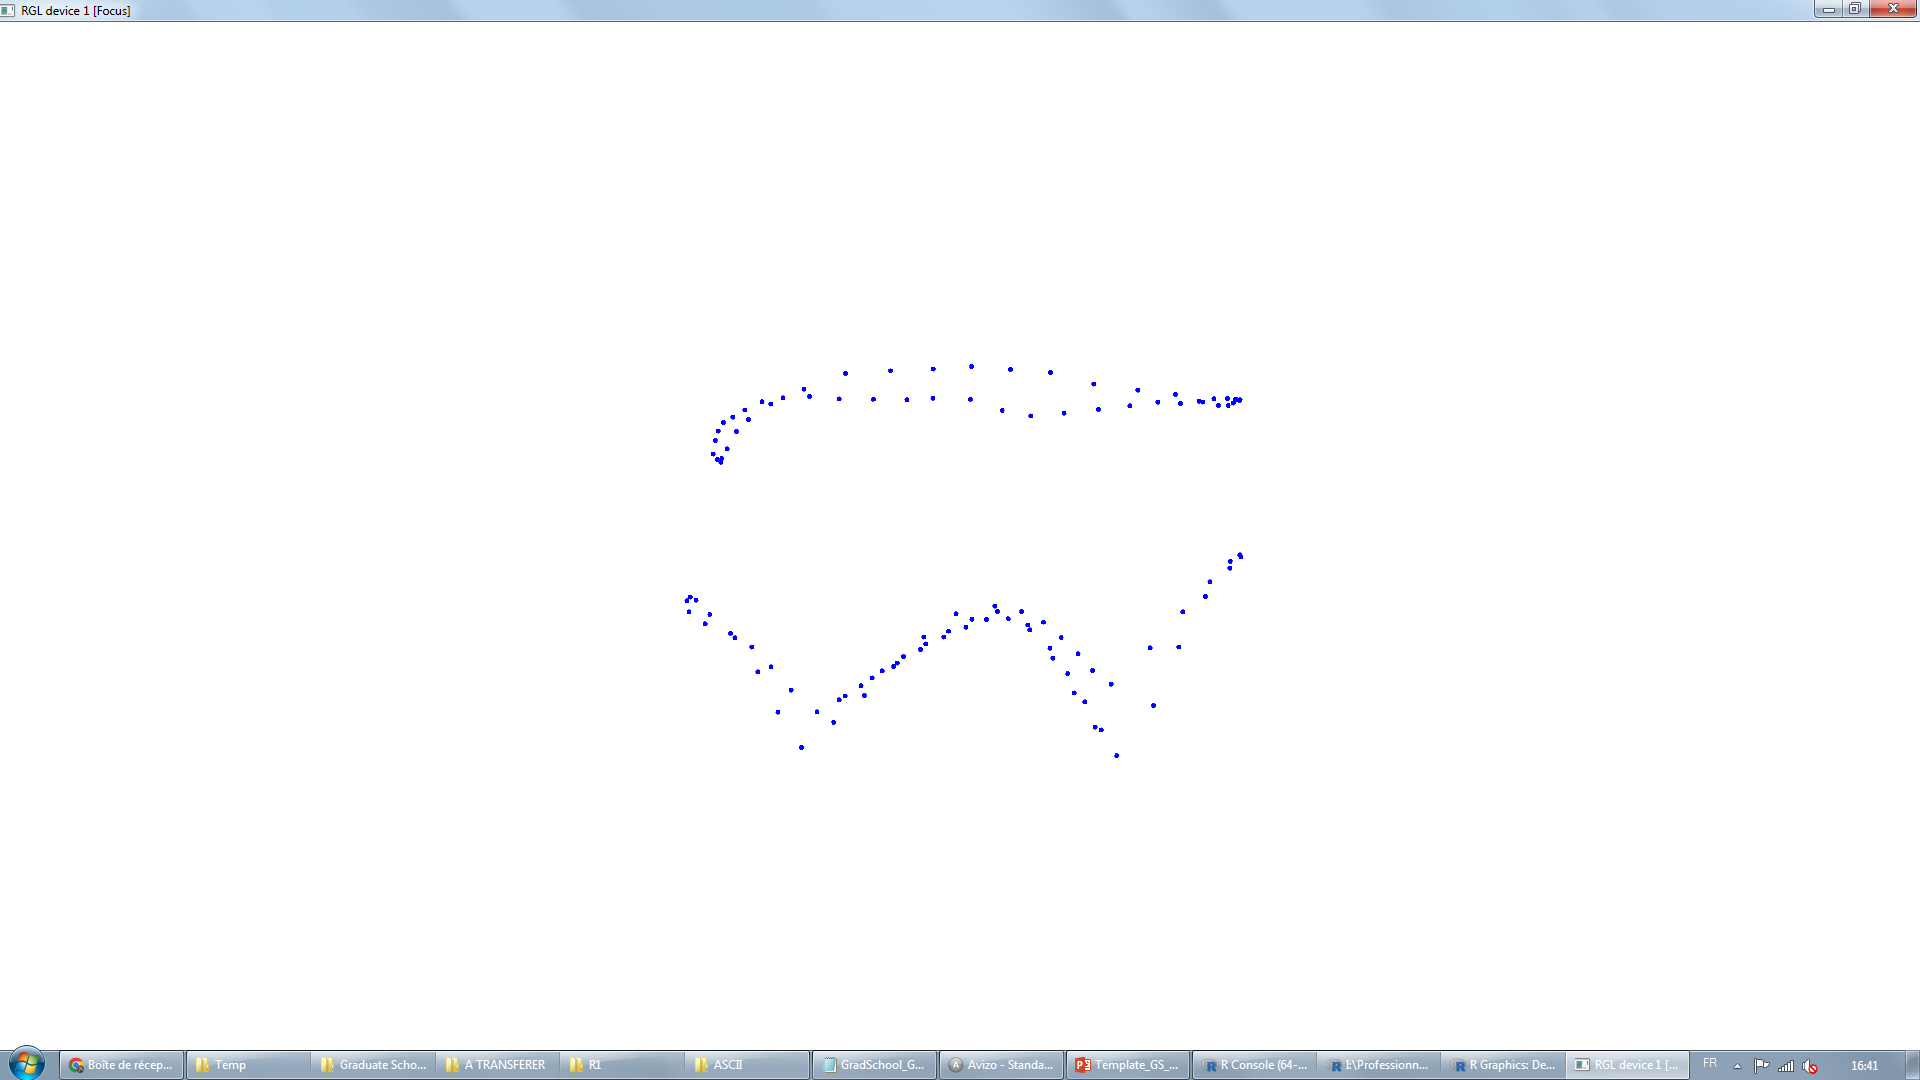 RGL device 1 [Focus]
Boîte de récep...
Temp
Graduate Scho...
A TRANSFERER
R1
ASCII
GradSchool_G...
Avizo - Standa...
Template_GS_...
R Console (64-...
I:\Professionn...
R Graphics: De...
RGL device 1 [...
FR
16:41